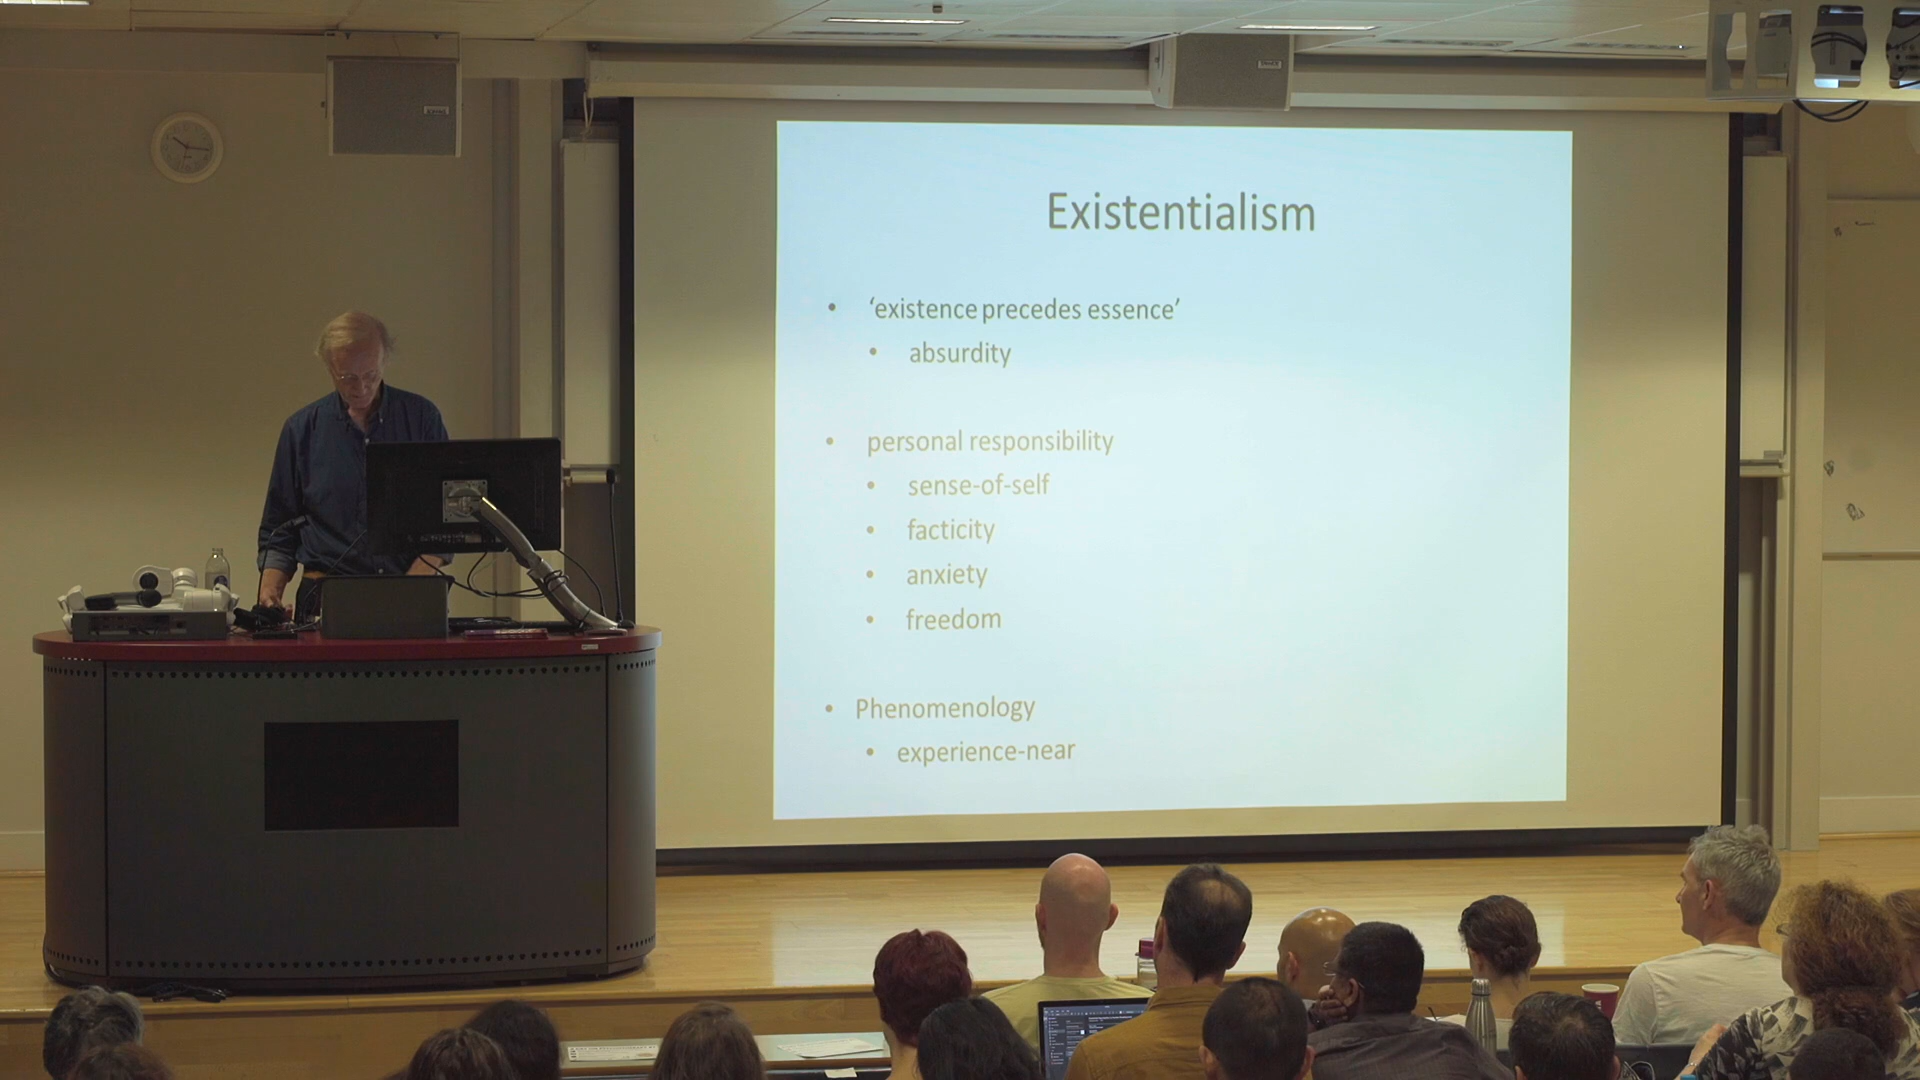 Existentialism
• ‘existence precedes essence’
• absurdity
• personal responsibility
• sense-of-self
• facticity
• anxiety
• freedom
• Phenomenology
• experience-near